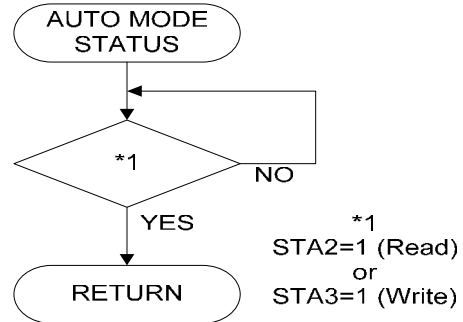 AUTO MODE
STATUS
*1
NO
YES
RETURN
*1
STA2=1 (Read)
or
STA3=1 (Write)